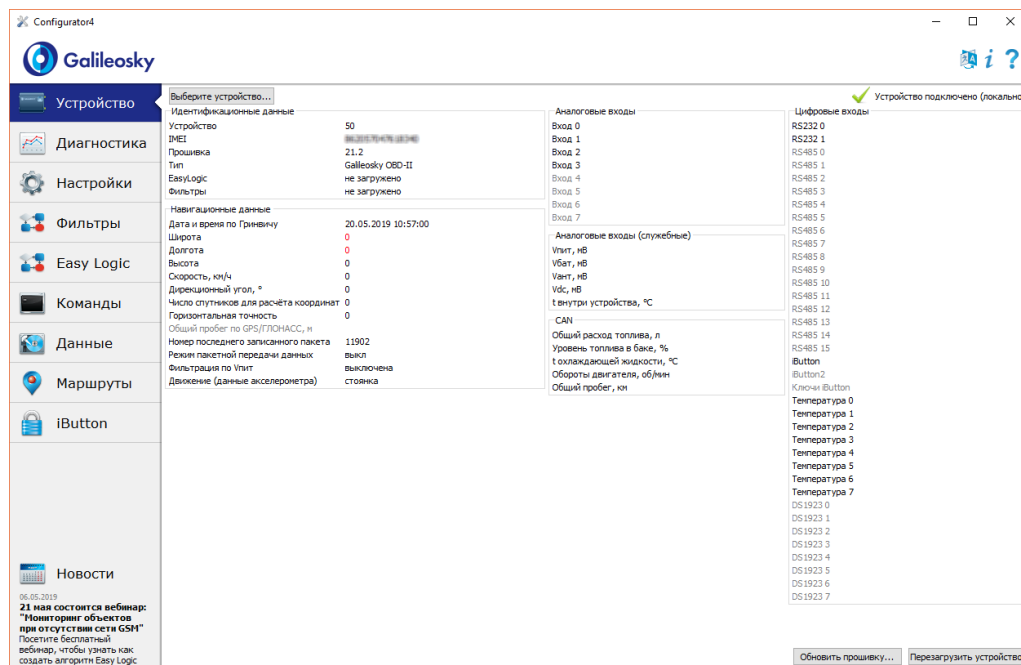 Configurator4
Galileosky
Устройство
Диагностика
Настройки
Фильтры
Easy Logic
Команды
Данные
Маршруты
iButton
Новости
06.05.2019
21 мая состоится вебинар:
"Мониторинг объектов
при отсутствии сети GSM"
Посетите бесплатный
вебинар, чтобы узнать как
создать алгоритм Easy Logic
Выберите устройство...
Устройство подключено (локально
Идентификационные данные
Устройство 50
IMEI
Прошивка 21.2
Тип Galileosky OBD-II
EasyLogic не загружено
Фильтры не загружено
Навигационные данные
Дата и время по Гринвичу 20.05.2019 10:57:00
Широта 0
Долгота 0
Высота 0
Скорость, км/ч 0
Дирекционный угол, ° 0
Число спутников для расчёта координат 0
Горизонтальная точность 0
Общий пробег по GPS/ГЛОНАСС, м
Номер последнего записанного пакета 11902
Режим пакетной передачи данных выкл
Фильтрация по Vпит выключена
Движение (данные акселерометра) стоянка
Аналоговые входы
Вход 0
Вход 1
Вход 2
Вход 3
Вход 4
Вход 5
Вход 6
Вход 7
Аналоговые входы (служебные)
Vпит, мВ
Vбат, мВ
Vант, мВ
Vdc, мВ
t внутри устройства, °C
CAN
Общий расход топлива, л
Уровень топлива в баке, %
t охлаждающей жидкости, °C
Обороты двигателя, об/мин
Общий пробег, км
Цифровые входы
RS232 0
RS232 1
RS485 0
RS485 1
RS485 2
RS485 3
RS485 4
RS485 5
RS485 6
RS485 7
RS485 8
RS485 9
RS485 10
RS485 11
RS485 12
RS485 13
RS485 14
RS485 15
iButton
iButton2
Ключи iButton
Температура 0
Температура 1
Температура 2
Температура 3
Температура 4
Температура 5
Температура 6
Температура 7
DS1923 0
DS1923 1
DS1923 2
DS1923 3
DS1923 4
DS1923 5
DS1923 6
DS1923 7
Обновить прошивку...
Перезагрузить устройство